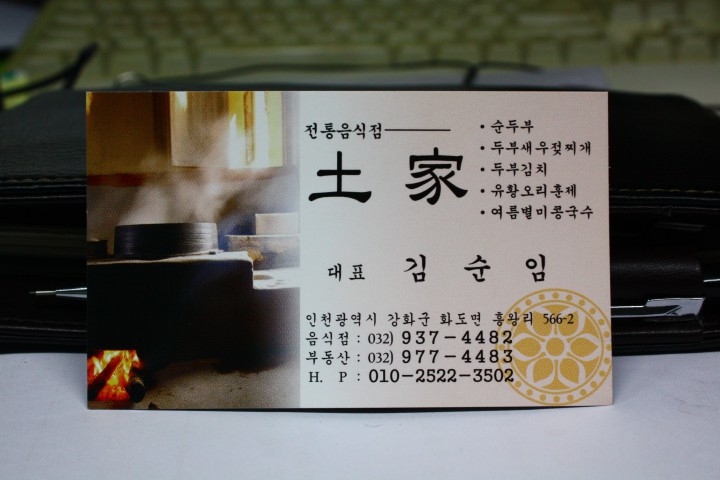 전통음식점
土家
• 순두부
• 두부새우젖찌개
• 두부김치
• 유황오리훈제
• 여름별미콩국수
대표 김 순 임
인천광역시 강화군 화도면 흥왕리 566-2
음식점 : 032) 937-4482
부동산 : 032) 977-4483
H. P : 010-2522-3502